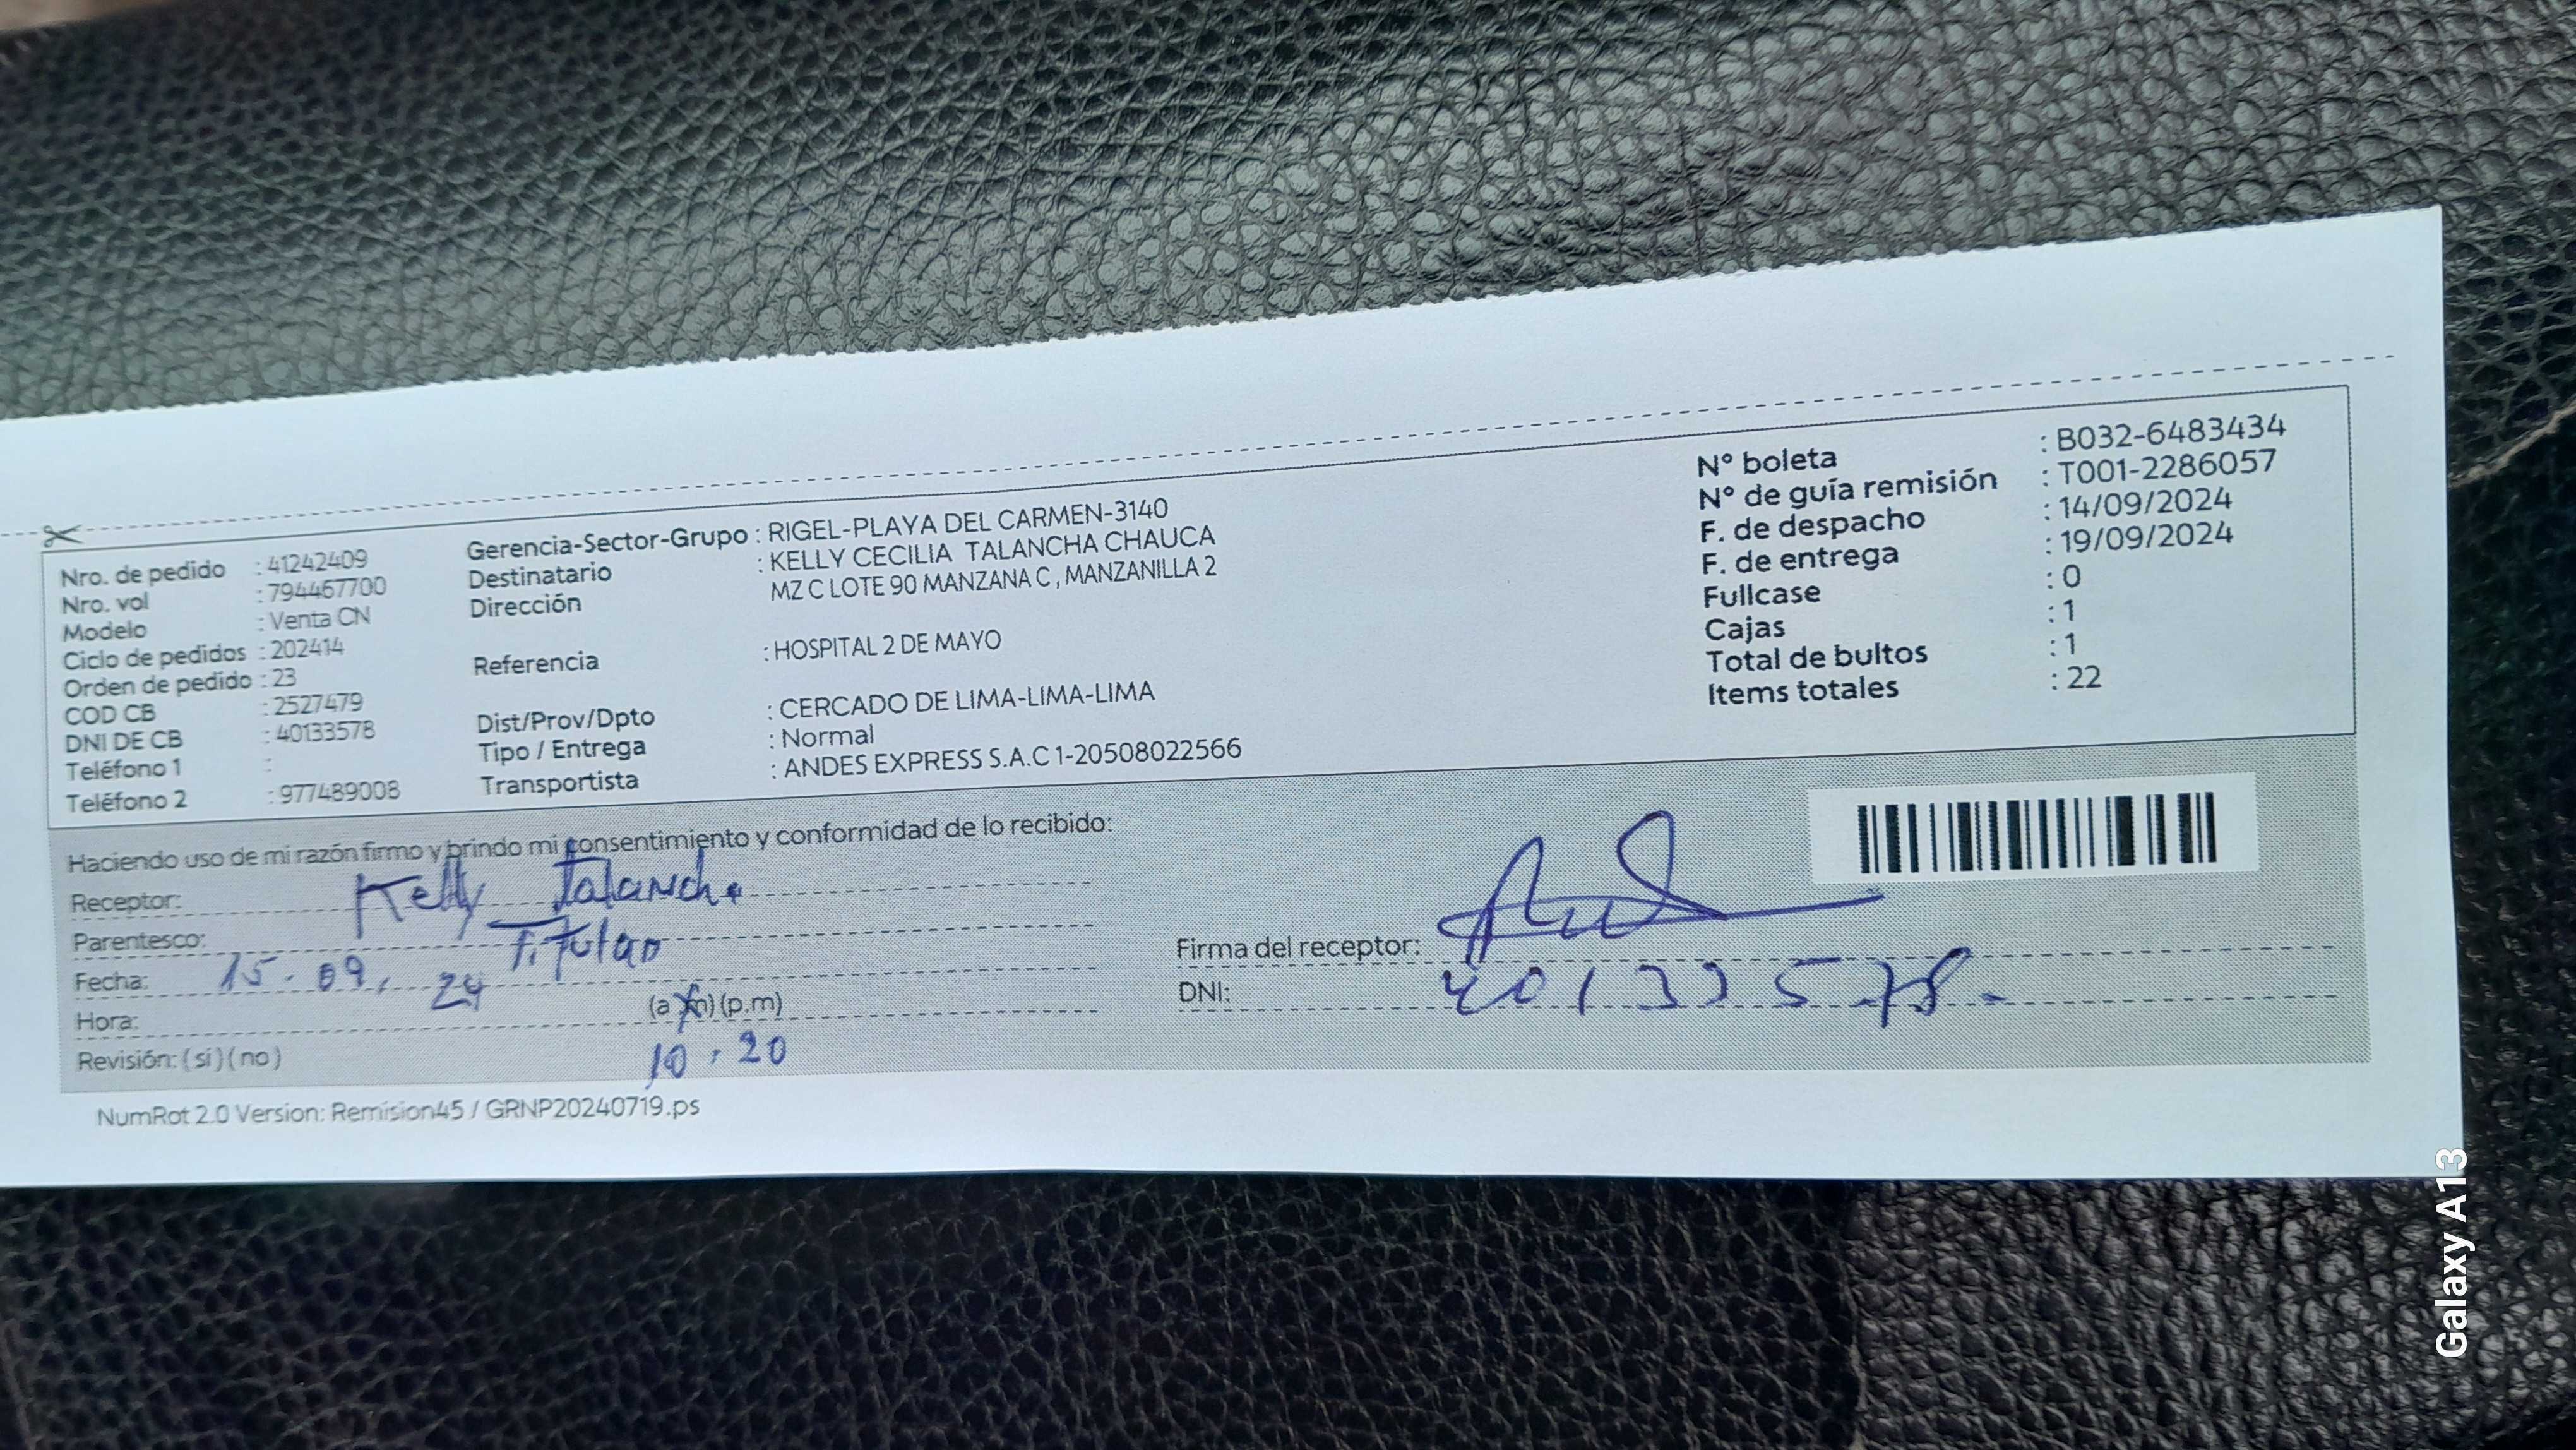 Nro. de pedido : 41242409
Nro. vol : 794467700
Modelo : Venta CN
Ciclo de pedidos : 202414
Orden de pedido : 23
COD CB : 2527479
DNI DE CB : 40133578
Teléfono 1 :
Teléfono 2 : 977489008
Gerencia-Sector-Grupo : RIGEL-PLAYA DEL CARMEN-3140
Destinatario : KELLY CECILIA TALANCHA CHAUCA
Dirección MZ C LOTE 90 MANZANA C , MANZANILLA 2
Referencia : HOSPITAL 2 DE MAYO
Dist/Prov/Dpto : CERCADO DE LIMA-LIMA-LIMA
Tipo / Entrega : Normal
Transportista : ANDES EXPRESS S.A.C 1-20508022566
N° boleta : B032-6483434
N° de guía remisión : T001-2286057
F. de despacho : 14/09/2024
F. de entrega : 19/09/2024
Fullcase : 0
Cajas : 1
Total de bultos : 1
Items totales : 22
Haciendo uso de mi razón firmo y brindo mi consentimiento y conformidad de lo recibido:
Receptor: Kelly Talancha
Parentesco: Titular
Fecha: 15.09.24
Hora: (a.m) (p.m)
10:20
Revisión: ( sí ) ( no )
Firma del receptor:
DNI: 40133578.
NumRot 2.0 Version: Remision45 / GRNP20240719.ps
Galaxy A13